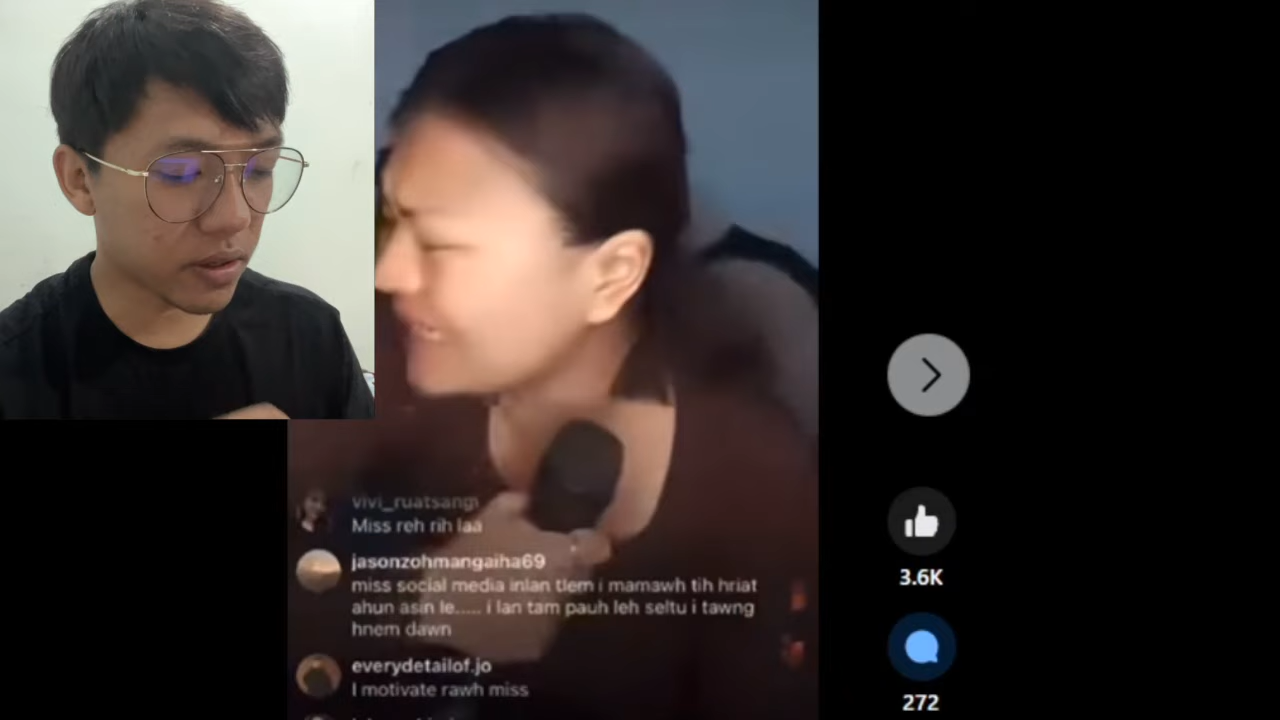 vivi_ruatsangi
Miss reh rih laa
jasonzohmangaiha69
miss social media inlan tlem i mamawh tih hriat
ahun asin le..... i lan tam pauh leh seltu i tawng
hnem dawn
everydetailof.jo
I motivate rawh miss
3.6K
272